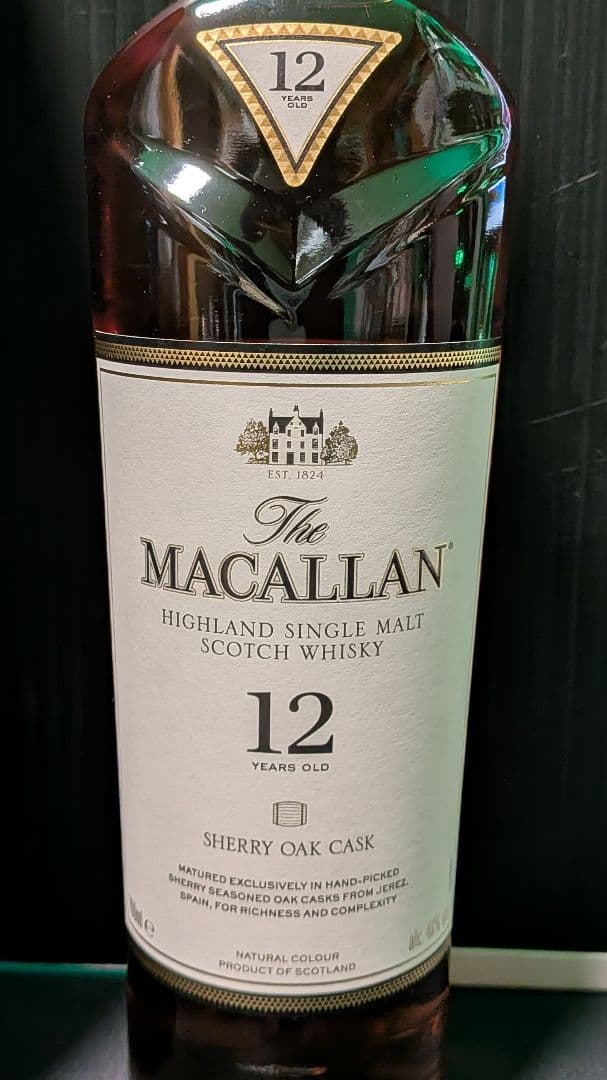 12
YEARS
OLD
EST. 1824
The
MACALLAN®
HIGHLAND SINGLE MALT
SCOTCH WHISKY
12
YEARS OLD
SHERRY OAK CASK
MATURED EXCLUSIVELY IN HAND-PICKED
SHERRY SEASONED OAK CASKS FROM JEREZ,
SPAIN, FOR RICHNESS AND COMPLEXITY
alc. 40%
NATURAL COLOUR
PRODUCT OF SCOTLAND